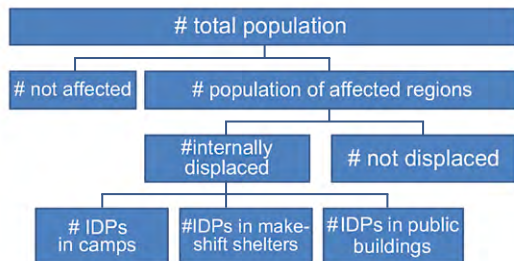 # total population
# not affected
# population of affected regions
#internally
displaced
# not displaced
# IDPs
in camps
#IDPs in make-
shift shelters
#IDPs in public
buildings